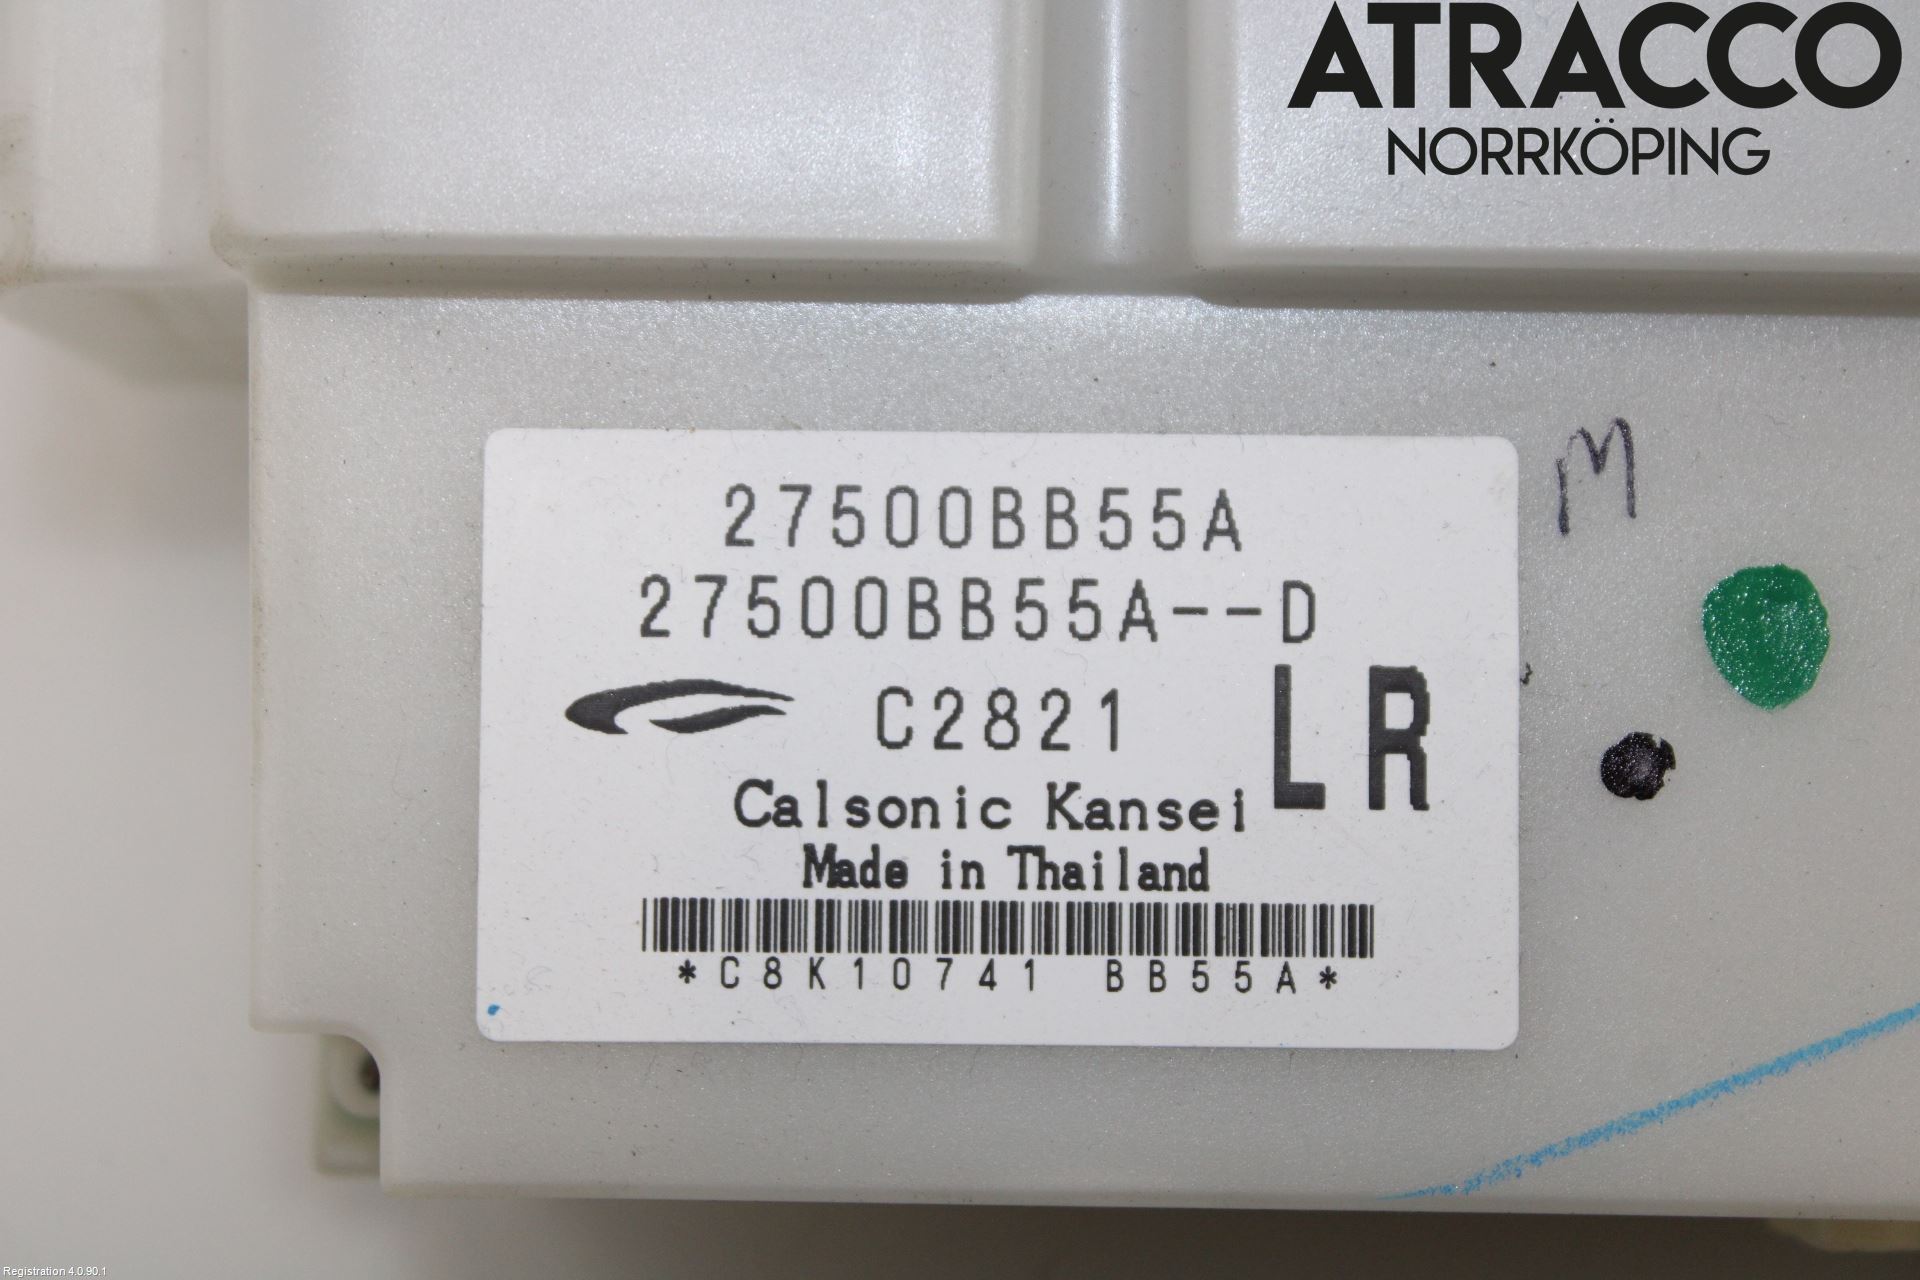 ATRACCO
NORRKÖPING
M
27500BB55A
27500BB55A--D
C2821 LR
Calsonic Kansei
Made in Thailand
*C8K10741 BB55A*
Registration 4.0.90.1